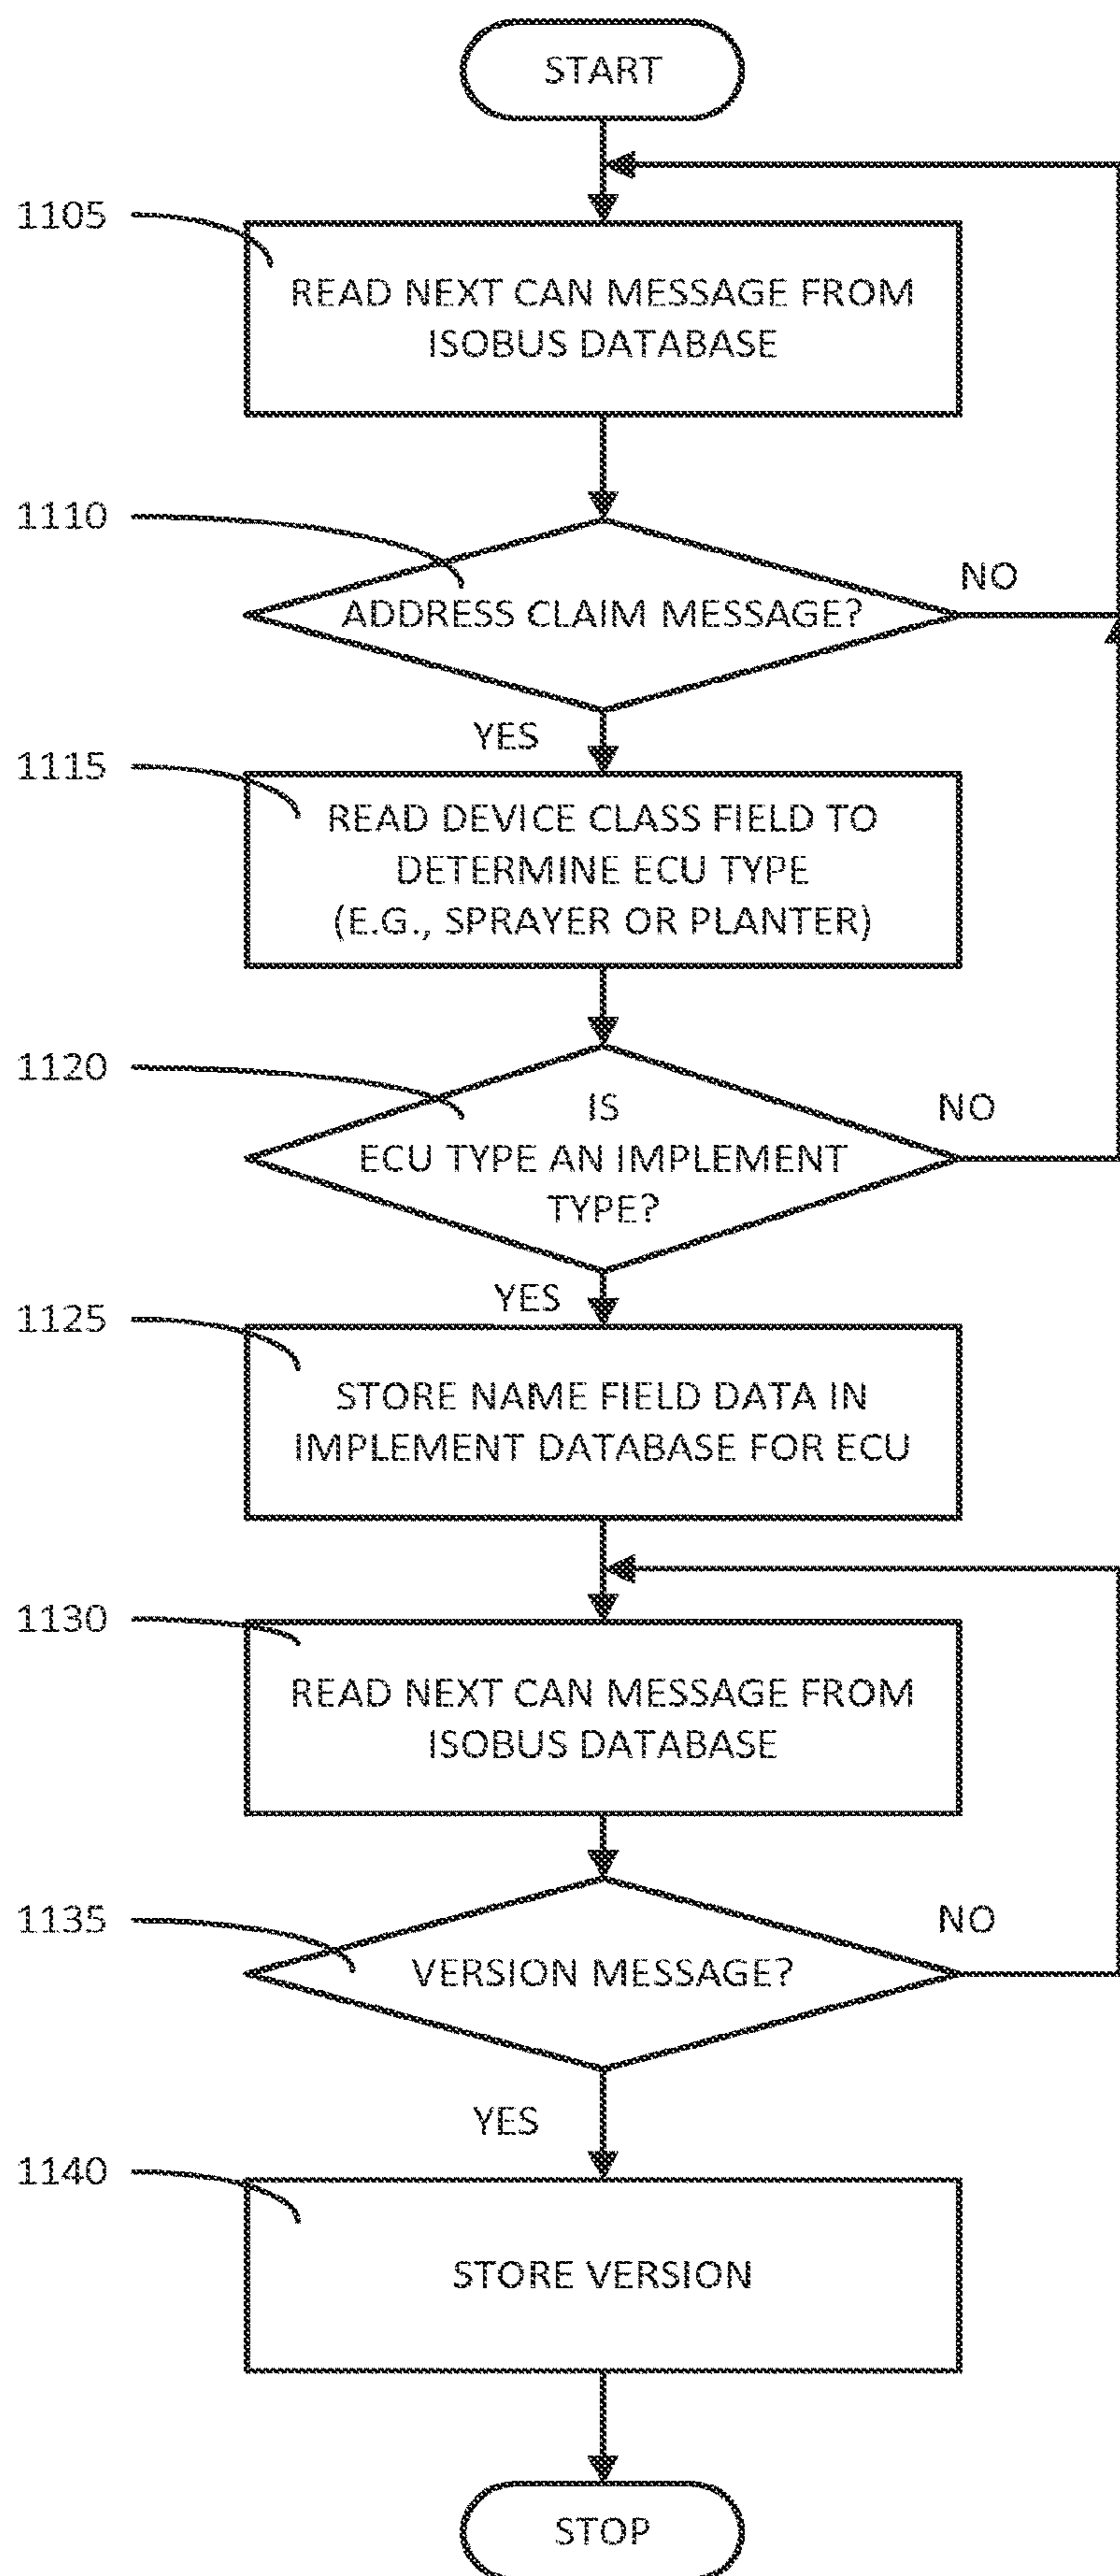 START
1105
READ NEXT CAN MESSAGE FROM
ISOBUS DATABASE
1110
NO
ADDRESS CLAIM MESSAGE?
YES
1115
READ DEVICE CLASS FIELD TO
DETERMINE ECU TYPE
(E.G., SPRAYER OR PLANTER)
1120
IS
NO
ECU TYPE AN IMPLEMENT
TYPE?
YES
1125
STORE NAME FIELD DATA IN
IMPLEMENT DATABASE FOR ECU
1130
READ NEXT CAN MESSAGE FROM
ISOBUS DATABASE
1135
NO
VERSION MESSAGE?
YES
1140
STORE VERSION
STOP